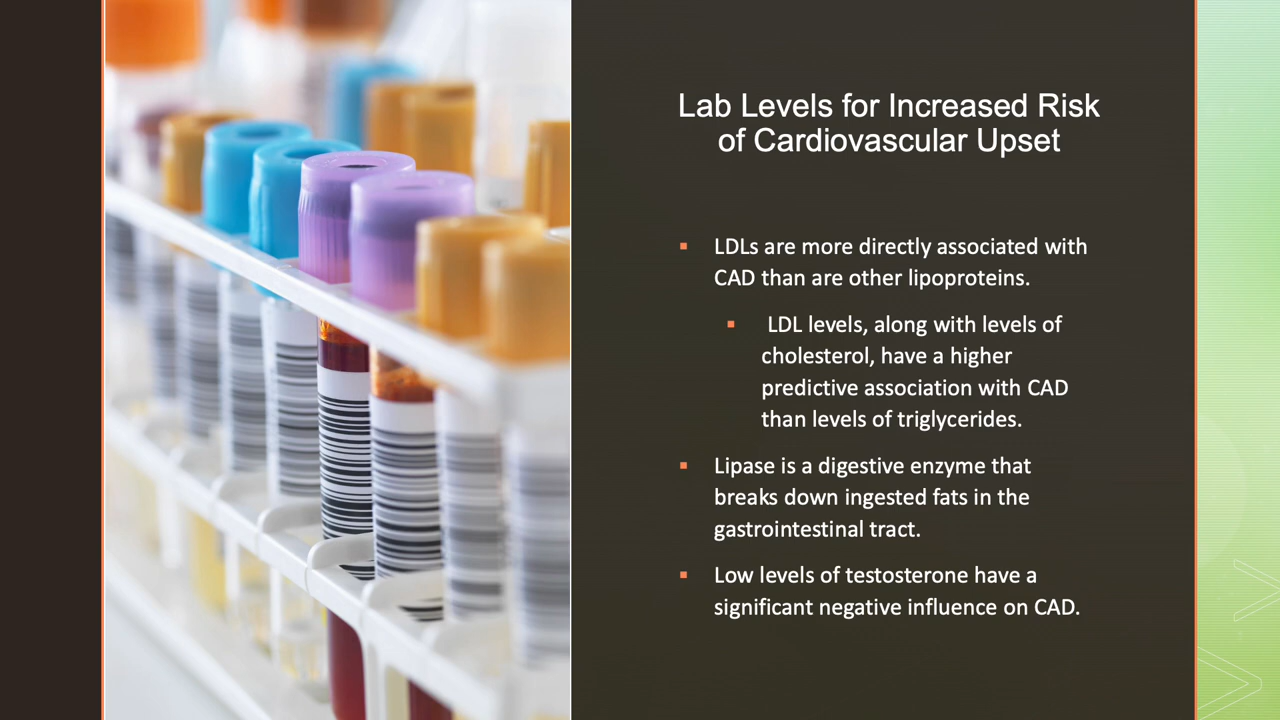 Lab Levels for Increased Risk
of Cardiovascular Upset
▪ LDLs are more directly associated with
CAD than are other lipoproteins.
▪ LDL levels, along with levels of
cholesterol, have a higher
predictive association with CAD
than levels of triglycerides.
▪ Lipase is a digestive enzyme that
breaks down ingested fats in the
gastrointestinal tract.
▪ Low levels of testosterone have a
significant negative influence on CAD.